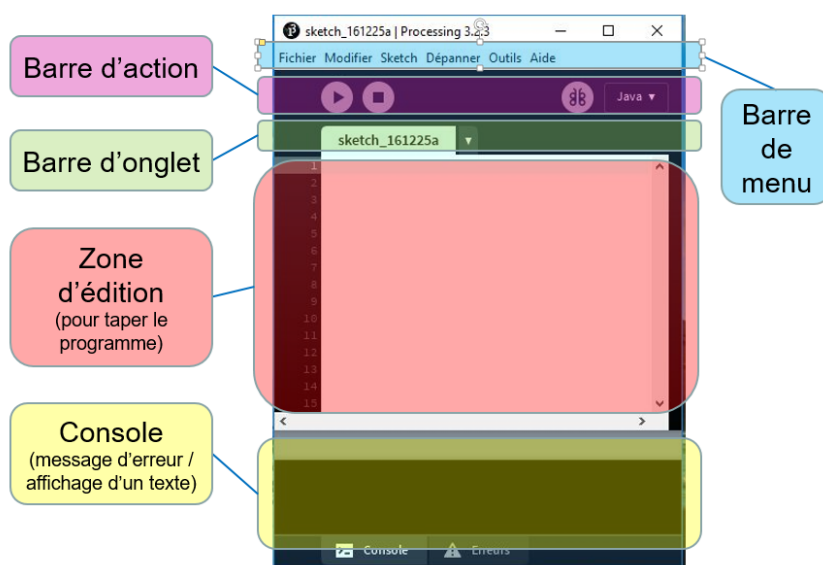 sketch_161225a | Processing 3.2.3
Fichier Modifier Sketch Dépanner Outils Aide
Barre d'action
Java
Barre
de
menu
Barre d'onglet
sketch_161225a
Zone
d'édition
(pour taper le
programme)
1
2
3
4
5
6
7
8
9
10
11
12
13
14
15
Console
(message d'erreur /
affichage d'un texte)
Console Erreurs